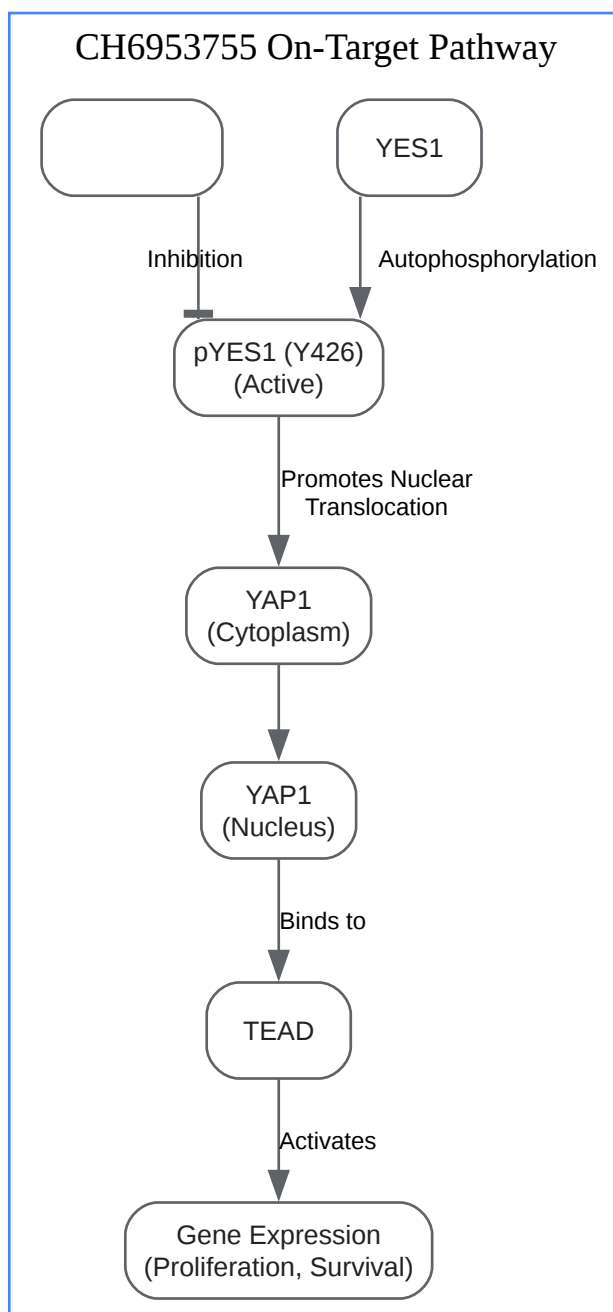 CH6953755 On-Target Pathway
YES1
Inhibition
Autophosphorylation
pYES1 (Y426)
(Active)
Promotes Nuclear
Translocation
YAP1
(Cytoplasm)
YAP1
(Nucleus)
Binds to
TEAD
Activates
Gene Expression
(Proliferation, Survival)